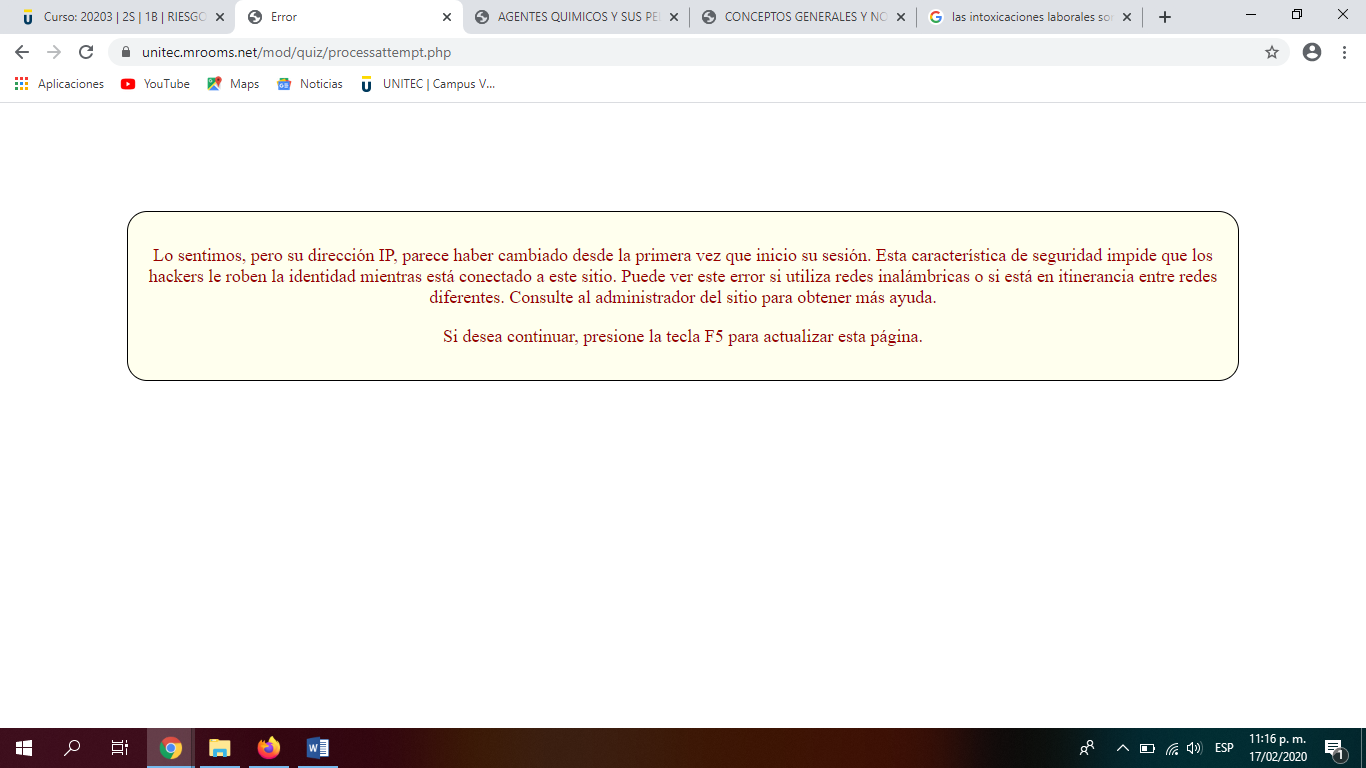 Curso: 20203 | 2S | 1B | RIESGO
Error
AGENTES QUIMICOS Y SUS PE
CONCEPTOS GENERALES Y NO
las intoxicaciones laborales so
unitec.mrooms.net/mod/quiz/processattempt.php
Aplicaciones
YouTube
Maps
Noticias
UNITEC | Campus V...
Lo sentimos, pero su dirección IP, parece haber cambiado desde la primera vez que inicio su sesión. Esta característica de seguridad impide que los
hackers le roben la identidad mientras está conectado a este sitio. Puede ver este error si utiliza redes inalámbricas o si está en itinerancia entre redes
diferentes. Consulte al administrador del sitio para obtener más ayuda.
Si desea continuar, presione la tecla F5 para actualizar esta página.
ESP
11:16 p. m.
17/02/2020
1